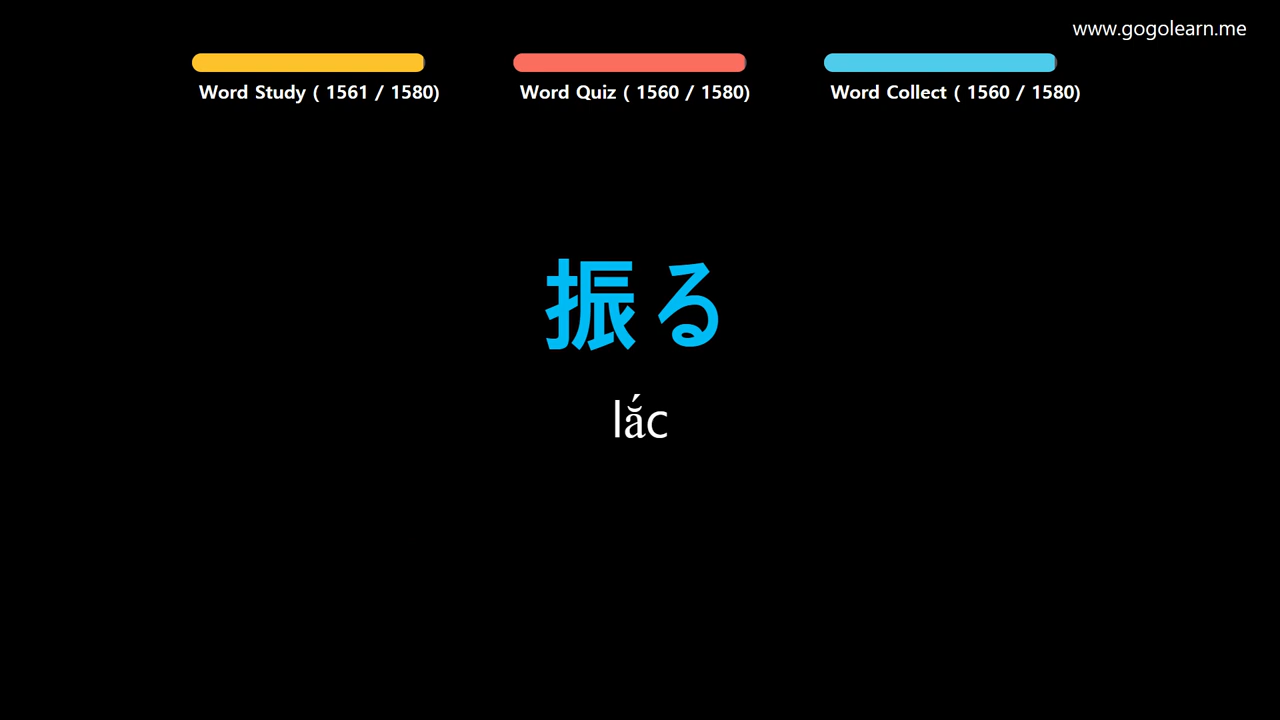 www.gogolearn.me
Word Study ( 1561 / 1580)
Word Quiz ( 1560 / 1580)
Word Collect ( 1560 / 1580)
振る
lắc